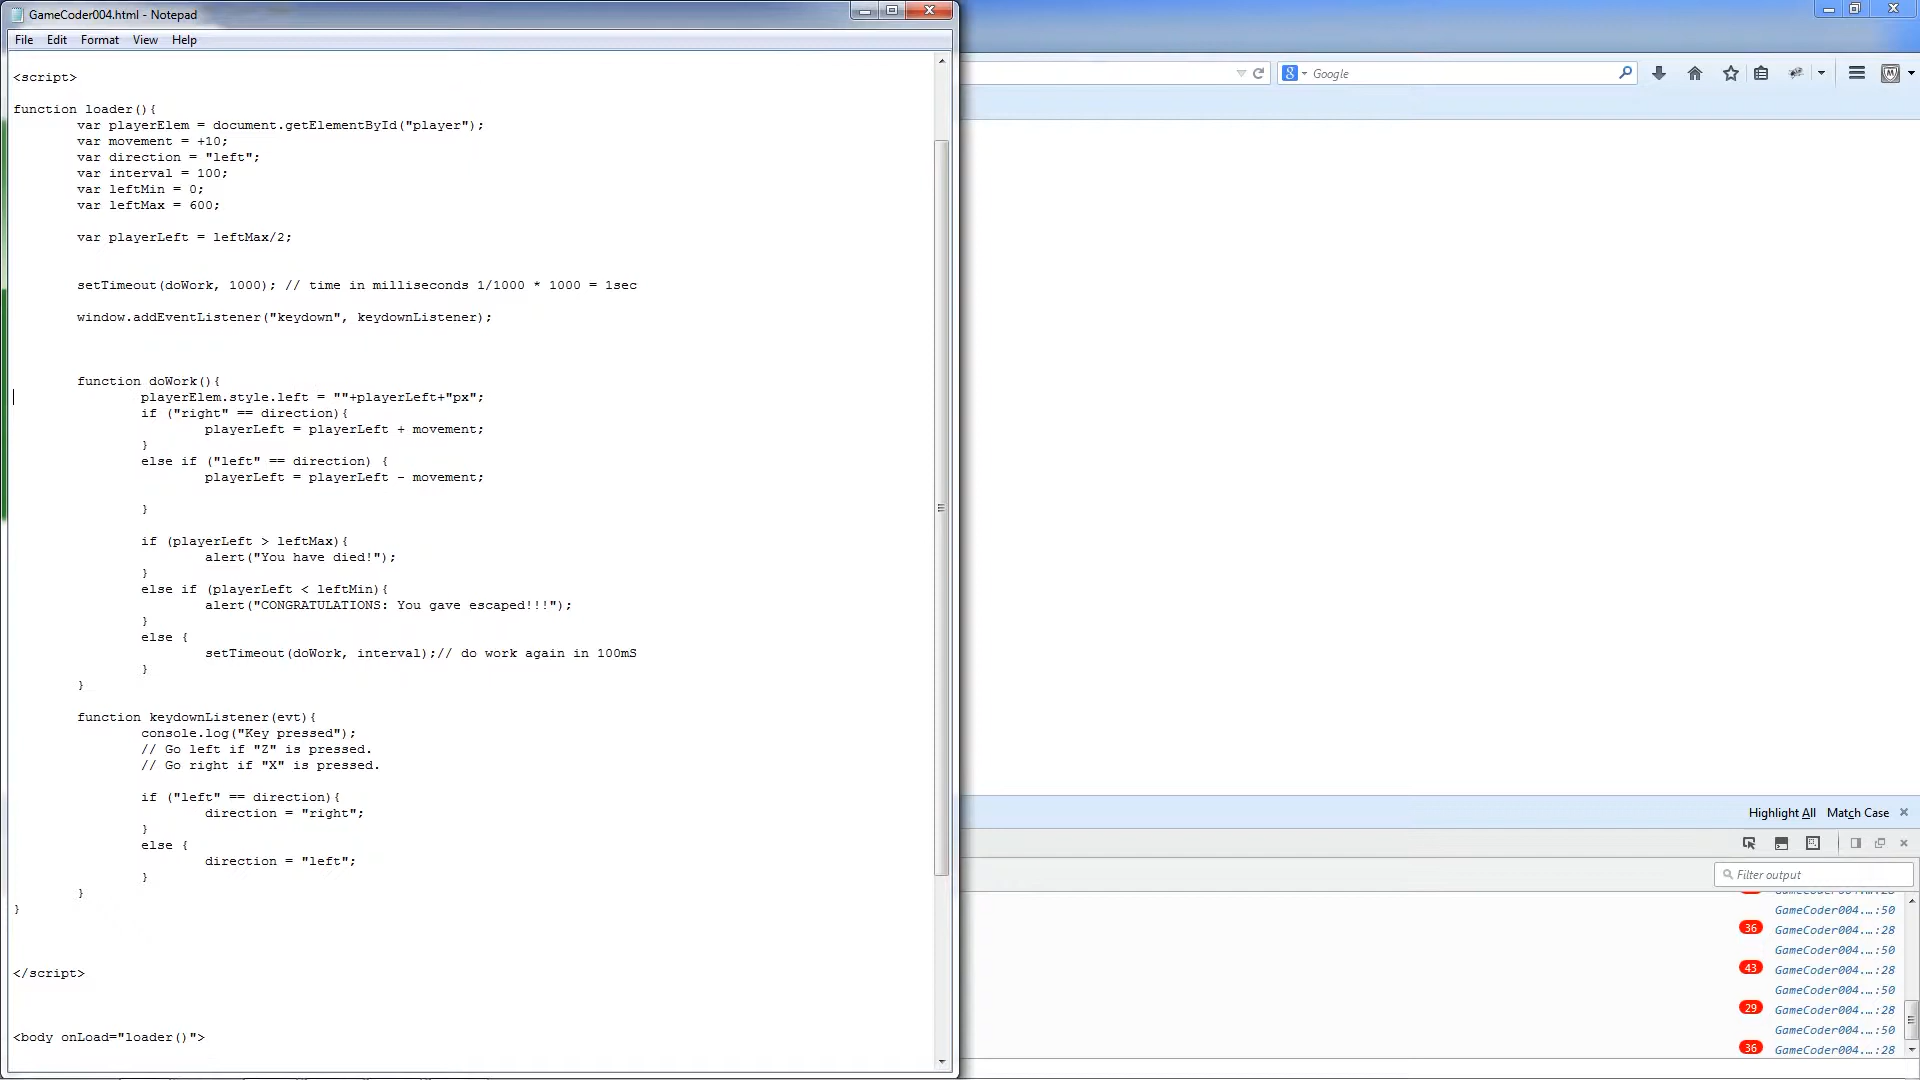 GameCoder004.html - Notepad
File Edit Format View Help
<script>
function loader(){
var playerElem = document.getElementById("player");
var movement = +10;
var direction = "left";
var interval = 100;
var leftMin = 0;
var leftMax = 600;
var playerLeft = leftMax/2;
setTimeout(doWork, 1000); // time in milliseconds 1/1000 * 1000 = 1sec
window.addEventListener("keydown", keydownListener);
function doWork(){
playerElem.style.left = ""+playerLeft+"px";
if ("right" == direction){
playerLeft = playerLeft + movement;
}
else if ("left" == direction) {
playerLeft = playerLeft - movement;
}
if (playerLeft > leftMax){
alert("You have died!");
}
else if (playerLeft < leftMin){
alert("CONGRATULATIONS: You gave escaped!!!");
}
else {
setTimeout(doWork, interval);// do work again in 100mS
}
}
function keydownListener(evt){
console.log("Key pressed");
// Go left if "Z" is pressed.
// Go right if "X" is pressed.
if ("left" == direction){
direction = "right";
}
else {
direction = "left";
}
}
}
</script>
<body onLoad="loader()">
Google
Highlight All Match Case
Filter output
GameCoder004.…:50
36 GameCoder004.…:28
GameCoder004.…:50
43 GameCoder004.…:28
GameCoder004.…:50
29 GameCoder004.…:28
GameCoder004.…:50
36 GameCoder004.…:28